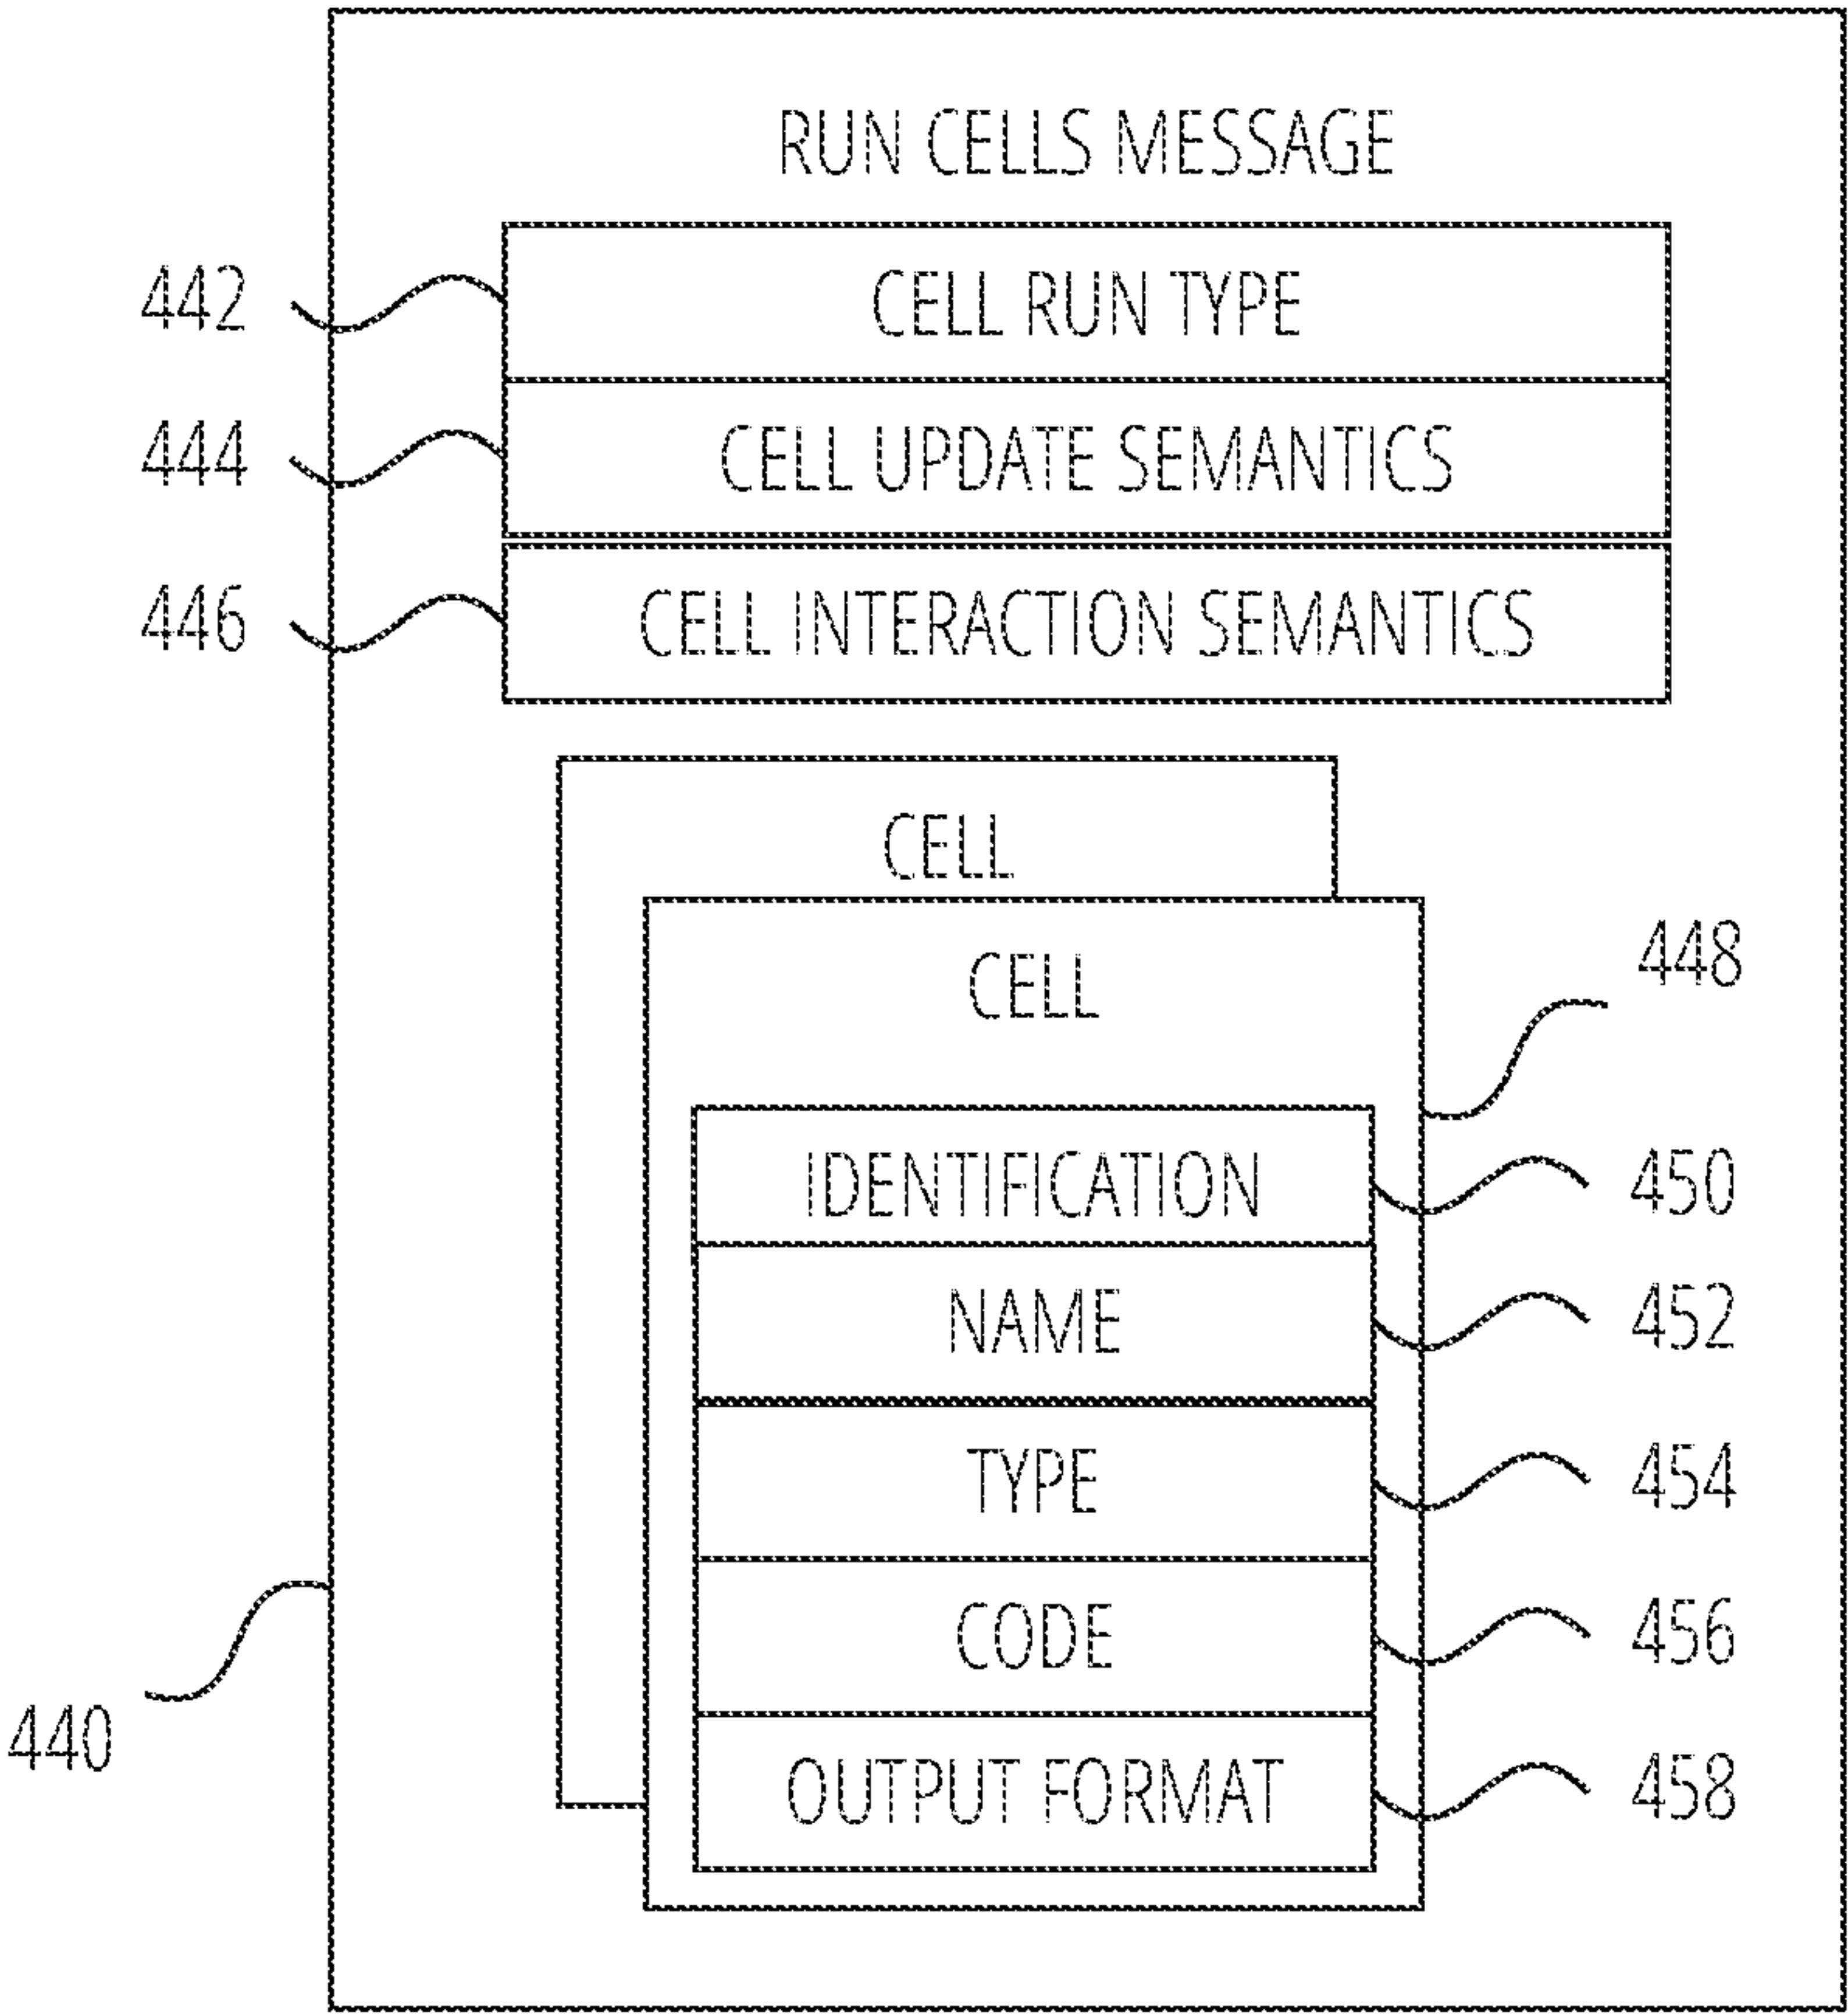 RUN CELLS MESSAGE
442 CELL RUN TYPE
444 CELL UPDATE SEMANTICS
446 CELL INTERACTION SEMANTICS
CELL
CELL
448
IDENTIFICATION 450
NAME 452
TYPE 454
CODE 456
440
OUTPUT FORMAT 458